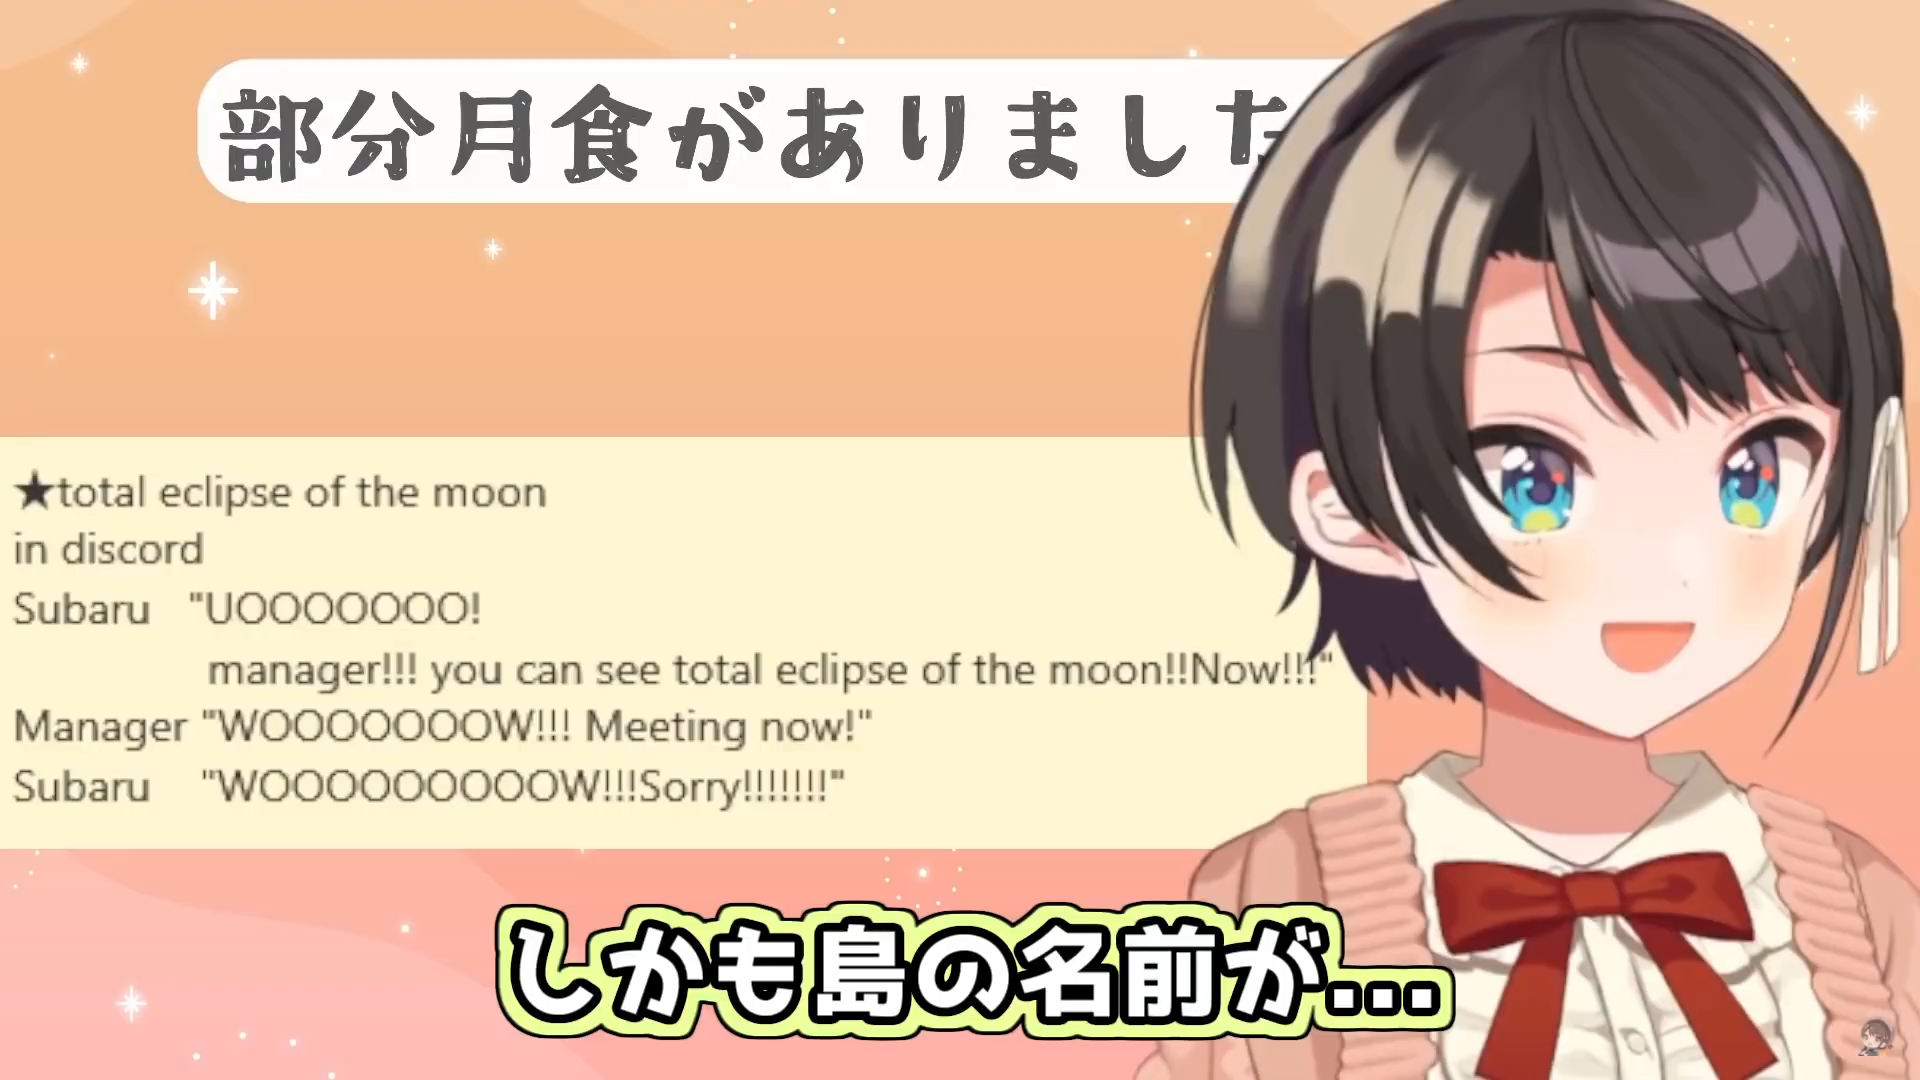 部分月食がありました
★total eclipse of the moon
in discord
Subaru "UOOOOOOO!
manager!!! you can see total eclipse of the moon!!Now!!!"
Manager "WOOOOOOOW!!! Meeting now!"
Subaru "WOOOOOOOOOOW!!!Sorry!!!!!!!"
しかも島の名前が...